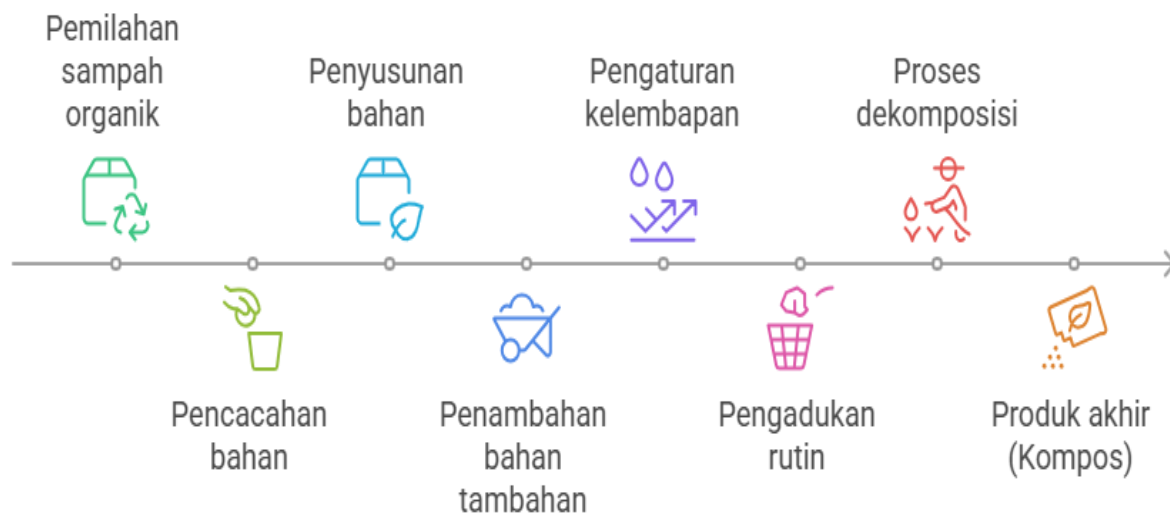 Pemilahan
sampah
organik
Pencacahan
bahan
Penyusunan
bahan
Penambahan
bahan
tambahan
Pengaturan
kelembapan
Pengadukan
rutin
Proses
dekomposisi
Produk akhir
(Kompos)